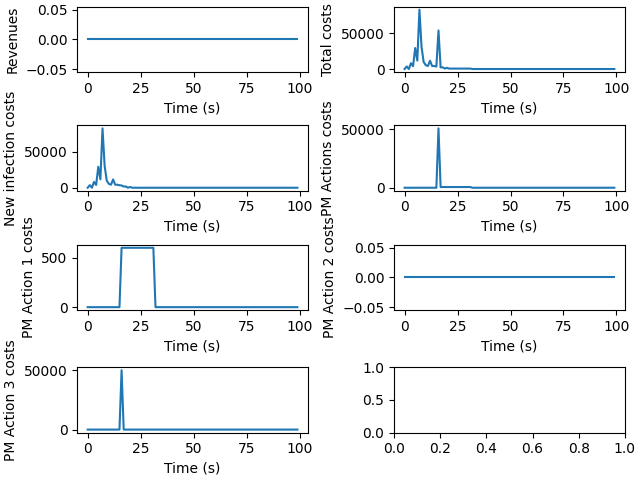 Revenues
0.05
0.00
−0.05
0 25 50 75 100
Time (s)
Total costs
50000
0
0 25 50 75 100
Time (s)
New infection costs
50000
0
0 25 50 75 100
Time (s)
PM Actions costs
50000
0
0 25 50 75 100
Time (s)
PM Action 1 costs
500
0
0 25 50 75 100
Time (s)
PM Action 2 costs
0.05
0.00
−0.05
0 25 50 75 100
Time (s)
PM Action 3 costs
50000
0
0 25 50 75 100
Time (s)
1.0
0.5
0.0
0.0 0.2 0.4 0.6 0.8 1.0